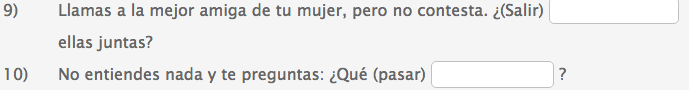 9) Llamas a la mejor amiga de tu mujer, pero no contesta. ¿(Salir)
ellas juntas?
10) No entiendes nada y te preguntas: ¿Qué (pasar) ?